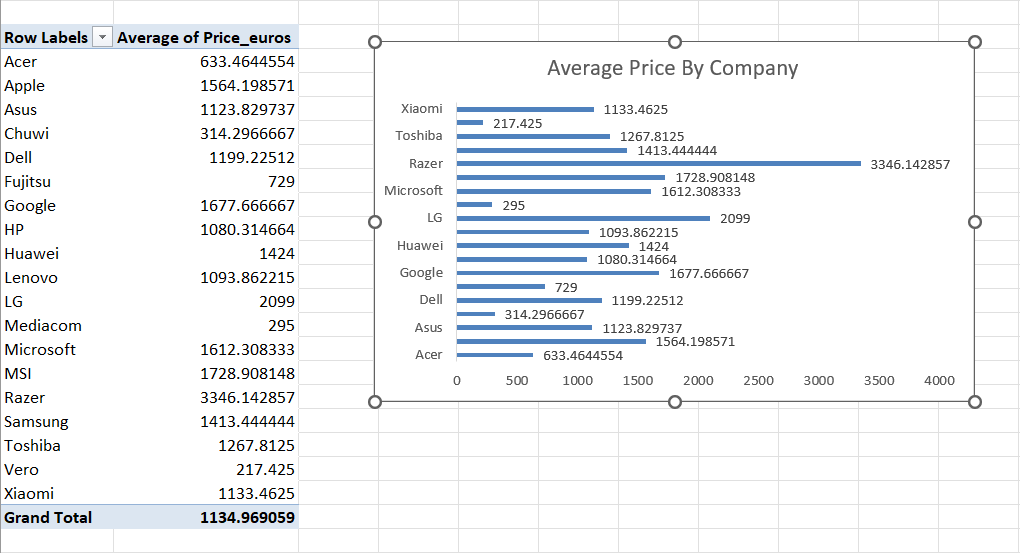 Row Labels Average of Price_euros
Acer 633.4644554
Apple 1564.198571
Asus 1123.829737
Chuwi 314.2966667
Dell 1199.22512
Fujitsu 729
Google 1677.666667
HP 1080.314664
Huawei 1424
Lenovo 1093.862215
LG 2099
Mediacom 295
Microsoft 1612.308333
MSI 1728.908148
Razer 3346.142857
Samsung 1413.444444
Toshiba 1267.8125
Vero 217.425
Xiaomi 1133.4625
Grand Total 1134.969059
Average Price By Company
Xiaomi 1133.4625
217.425
Toshiba 1267.8125
1413.444444
Razer 3346.142857
1728.908148
Microsoft 1612.308333
295
LG 2099
1093.862215
Huawei 1424
1080.314664
Google 1677.666667
729
Dell 1199.22512
314.2966667
Asus 1123.829737
1564.198571
Acer 633.4644554
0 500 1000 1500 2000 2500 3000 3500 4000